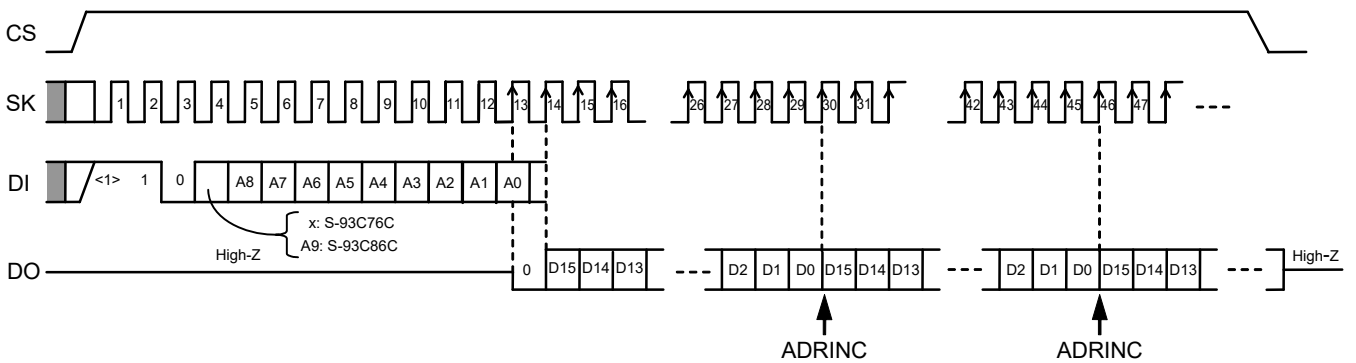 CS
SK 1 2 3 4 5 6 7 8 9 10 11 12 13 14 15 16 26 27 28 29 30 31 42 43 44 45 46 47
DI <1> 1 0 A8 A7 A6 A5 A4 A3 A2 A1 A0
x: S-93C76C
A9: S-93C86C
High-Z
DO 0 D15 D14 D13 D2 D1 D0 D15 D14 D13 D2 D1 D0 D15 D14 D13 High-Z
ADRINC ADRINC